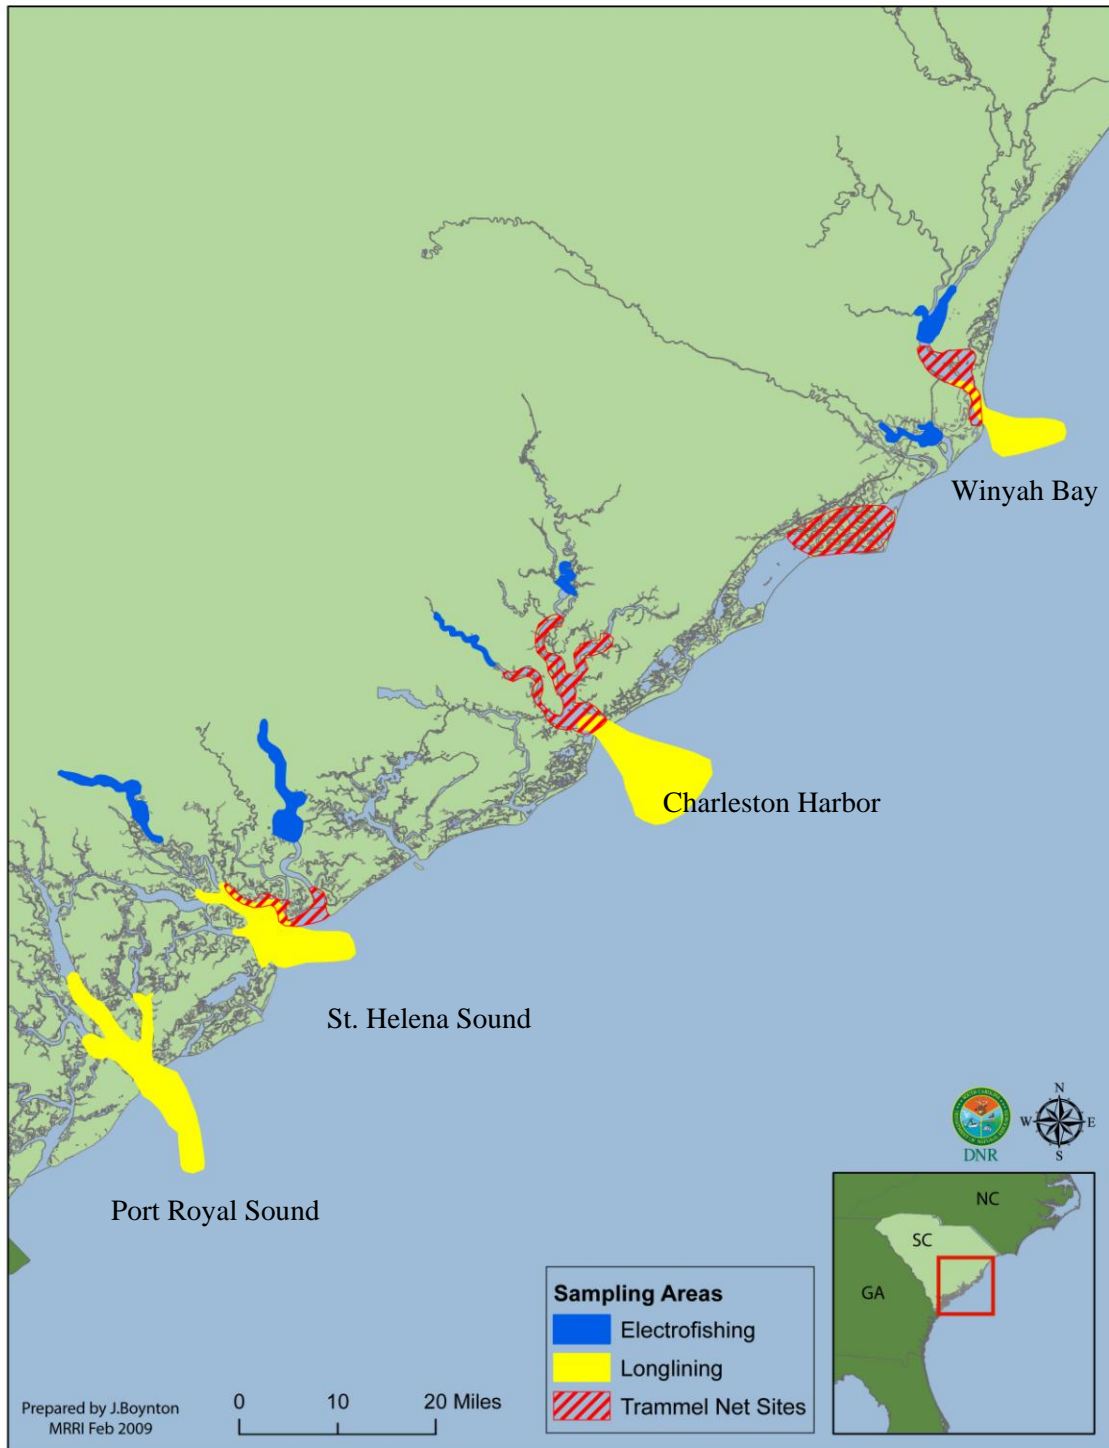 Winyah Bay
Charleston Harbor
St. Helena Sound
Port Royal Sound
N
W
E
S
DNR
NC
SC
GA
Sampling Areas
Electrofishing
Longlining
Trammel Net Sites
0 10 20 Miles
Prepared by J.Boynton
MRRI Feb 2009